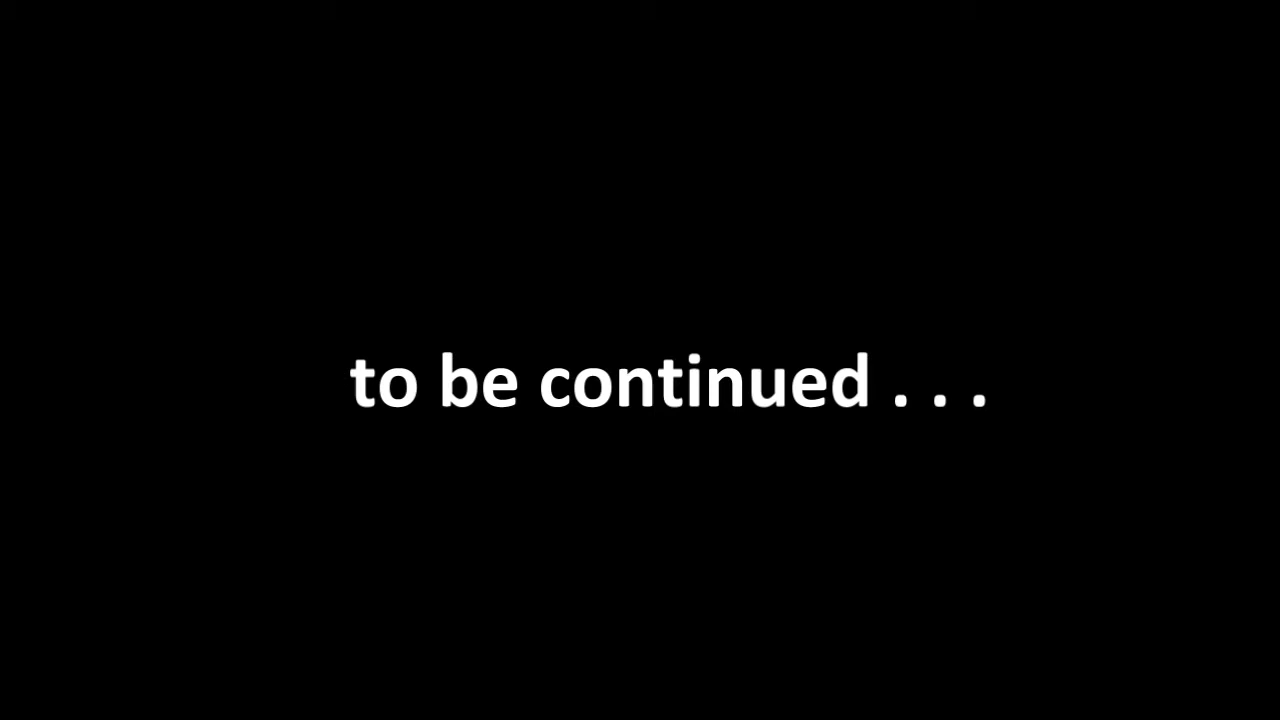 to be continued . . .